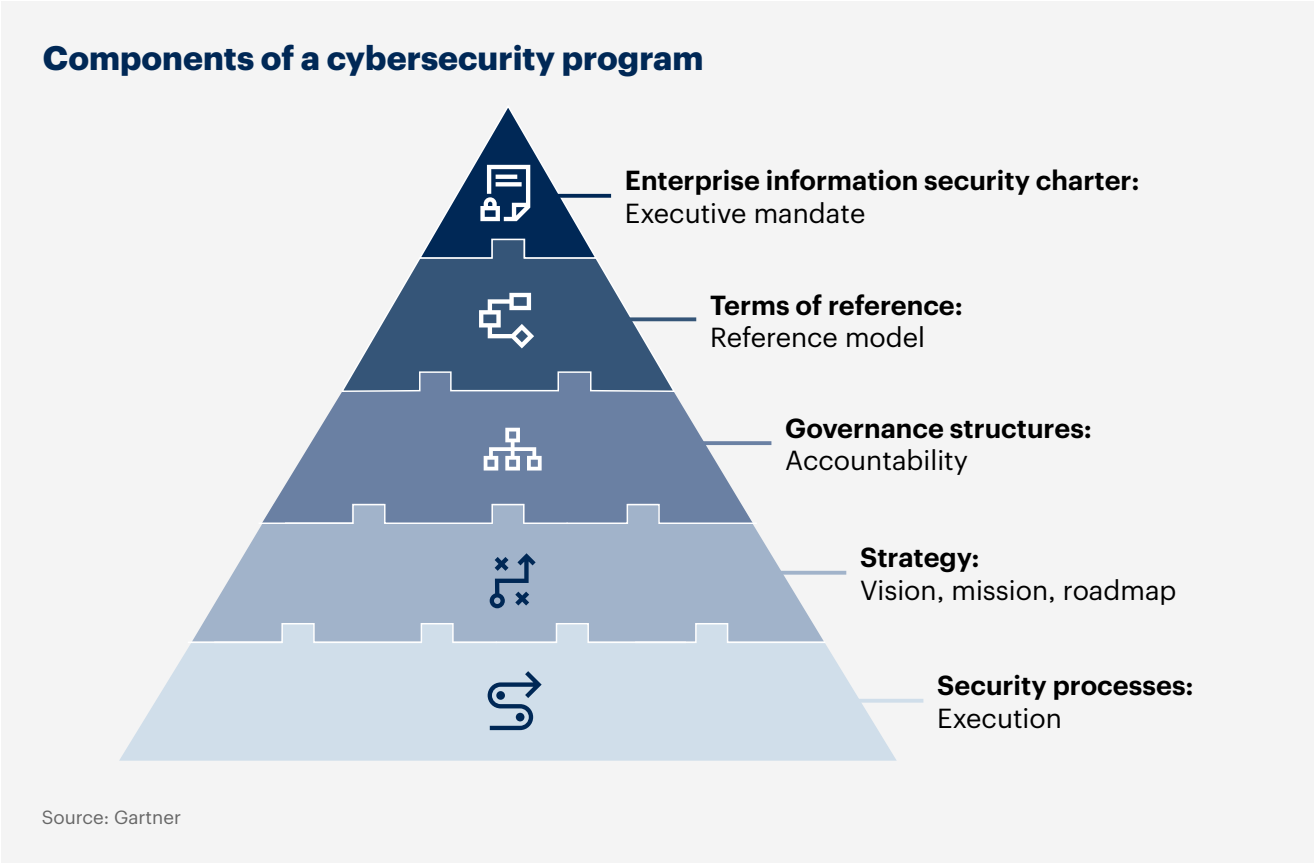 Components of a cybersecurity program
Enterprise information security charter:
Executive mandate
Terms of reference:
Reference model
Governance structures:
Accountability
Strategy:
Vision, mission, roadmap
Security processes:
Execution
Source: Gartner